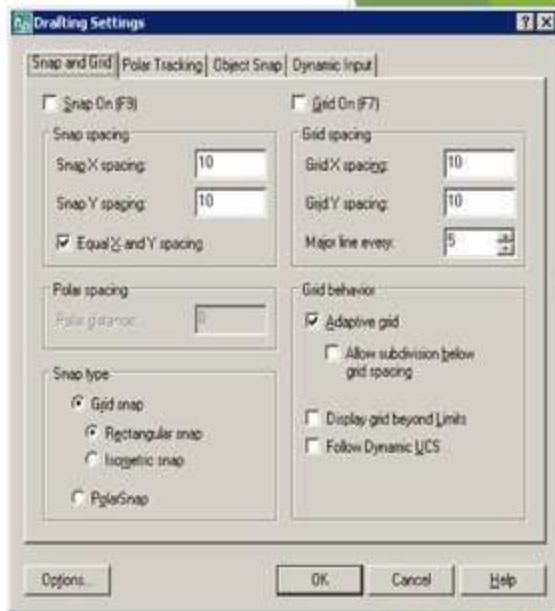 Drafting Settings
Snap and Grid Polar Tracking Object Snap Dynamic Input
Snap On (F9)
Snap spacing
Snap X spacing: 10
Snap Y spacing: 10
Equal X and Y spacing
Polar spacing
Polar distance: 0
Snap type
Grid snap
Rectangular snap
Isometric snap
PolarSnap
Grid On (F7)
Grid spacing
Grid X spacing: 10
Grid Y spacing: 10
Major line every: 5
Grid behavior
Adaptive grid
Allow subdivision below
grid spacing
Display grid beyond Limits
Follow Dynamic UCS
Options... OK Cancel Help